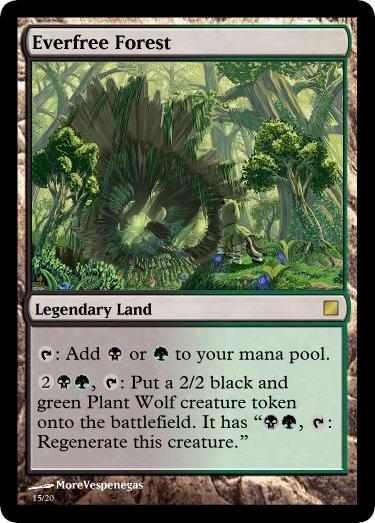 Everfree Forest
Legendary Land
: Add or to your mana pool.
2 , : Put a 2/2 black and
green Plant Wolf creature token
onto the battlefield. It has “ , :
Regenerate this creature.”
MoreVespenegas
15/20